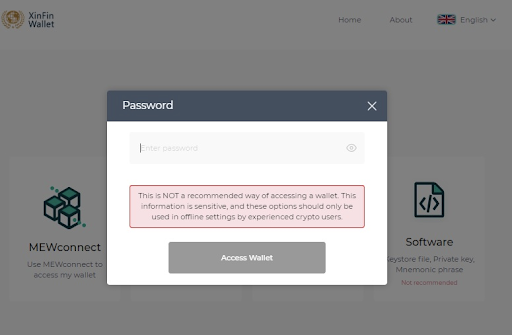 XinFin
Wallet
Home
About
English
Password
Enter password
This is NOT a recommended way of accessing a wallet. This
information is sensitive, and these options should only be
used in offline settings by experienced crypto users.
Access Wallet
MEWconnect
Use MEWconnect to
access my wallet
Software
Keystore file, Private key,
Mnemonic phrase
Not recommended